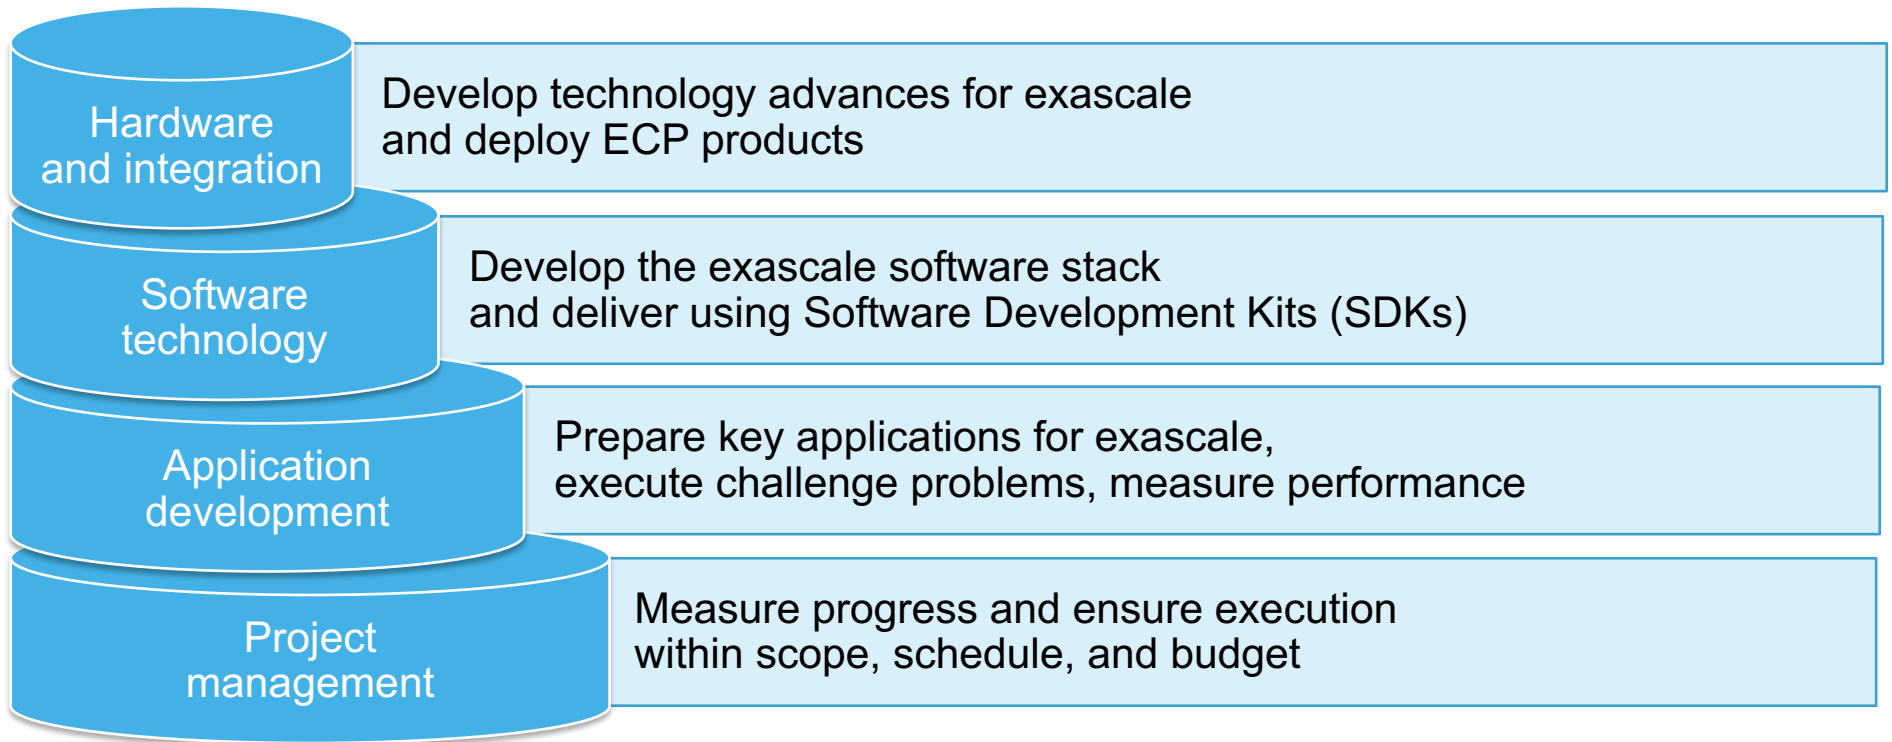 Hardware
and integration
Develop technology advances for exascale
and deploy ECP products
Software
technology
Develop the exascale software stack
and deliver using Software Development Kits (SDKs)
Application
development
Prepare key applications for exascale,
execute challenge problems, measure performance
Project
management
Measure progress and ensure execution
within scope, schedule, and budget